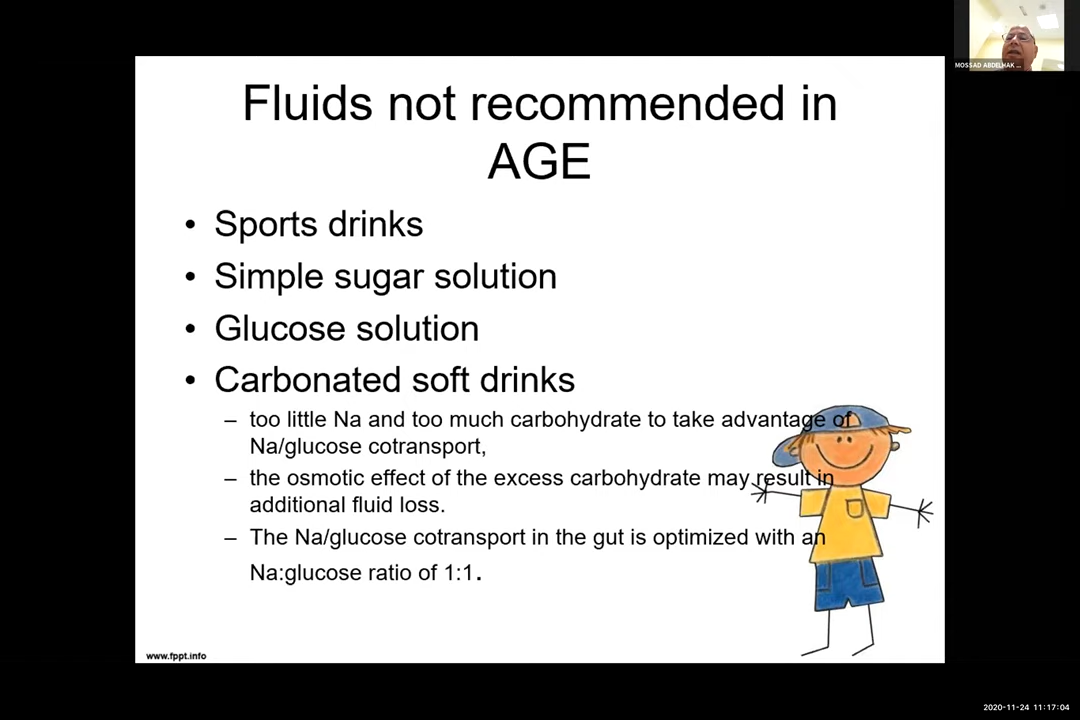 Fluids not recommended in
AGE
• Sports drinks
• Simple sugar solution
• Glucose solution
• Carbonated soft drinks
– too little Na and too much carbohydrate to take advantage of
Na/glucose cotransport,
– the osmotic effect of the excess carbohydrate may result in
additional fluid loss.
– The Na/glucose cotransport in the gut is optimized with an
Na:glucose ratio of 1:1.
www.fppt.info
MOSSAD ABDELHAK ...
2020-11-24 11:17:04